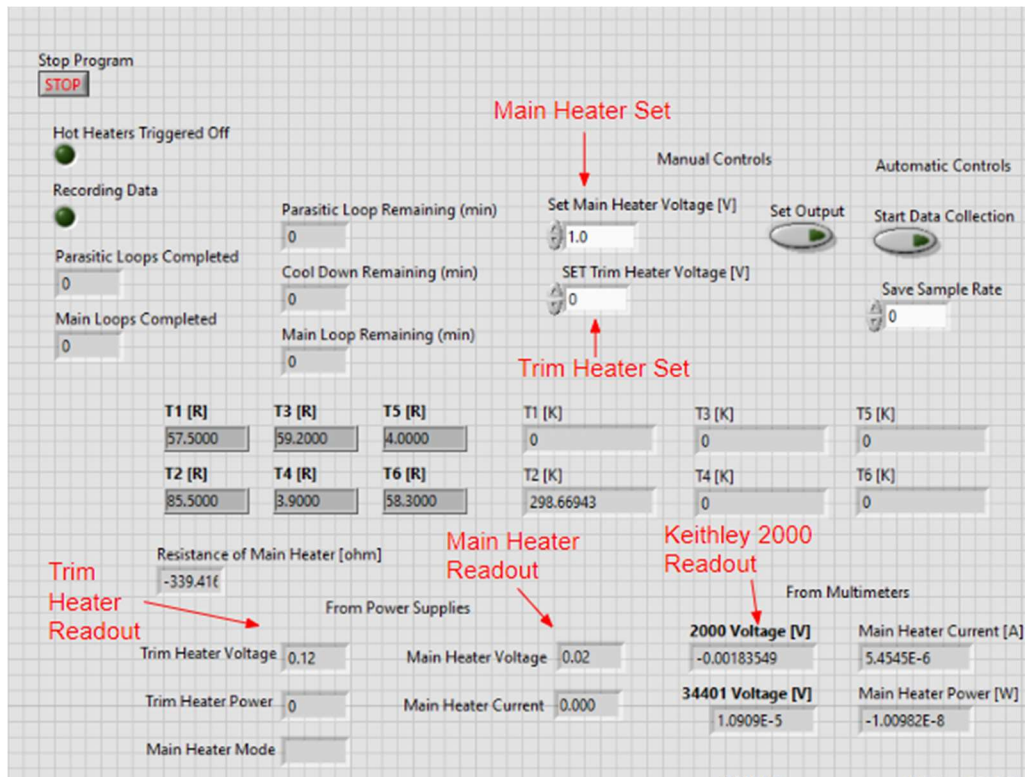 Stop Program
STOP
Main Heater Set
Hot Heaters Triggered Off
Manual Controls
Automatic Controls
Recording Data
Parasitic Loop Remaining (min)
0
Set Main Heater Voltage [V]
1.0
Set Output
Start Data Collection
Parasitic Loops Completed
0
Cool Down Remaining (min)
0
SET Trim Heater Voltage [V]
0
Save Sample Rate
0
Main Loops Completed
0
Main Loop Remaining (min)
0
Trim Heater Set
T1 [R] T3 [R] T5 [R] T1 [K] T3 [K] T5 [K]
57.5000 59.2000 4.0000 0 0 0
T2 [R] T4 [R] T6 [R] T2 [K] T4 [K] T6 [K]
85.5000 3.9000 58.3000 298.66943 0 0
Resistance of Main Heater [ohm]
-339.416
Trim
Heater
Readout
Main Heater
Readout
Keithley 2000
Readout
From Power Supplies
From Multimeters
Trim Heater Voltage 0.12
Main Heater Voltage 0.02
2000 Voltage [V]
-0.00183549
Main Heater Current [A]
5.4545E-6
Trim Heater Power 0
Main Heater Current 0.000
34401 Voltage [V]
1.0909E-5
Main Heater Power [W]
-1.00982E-8
Main Heater Mode